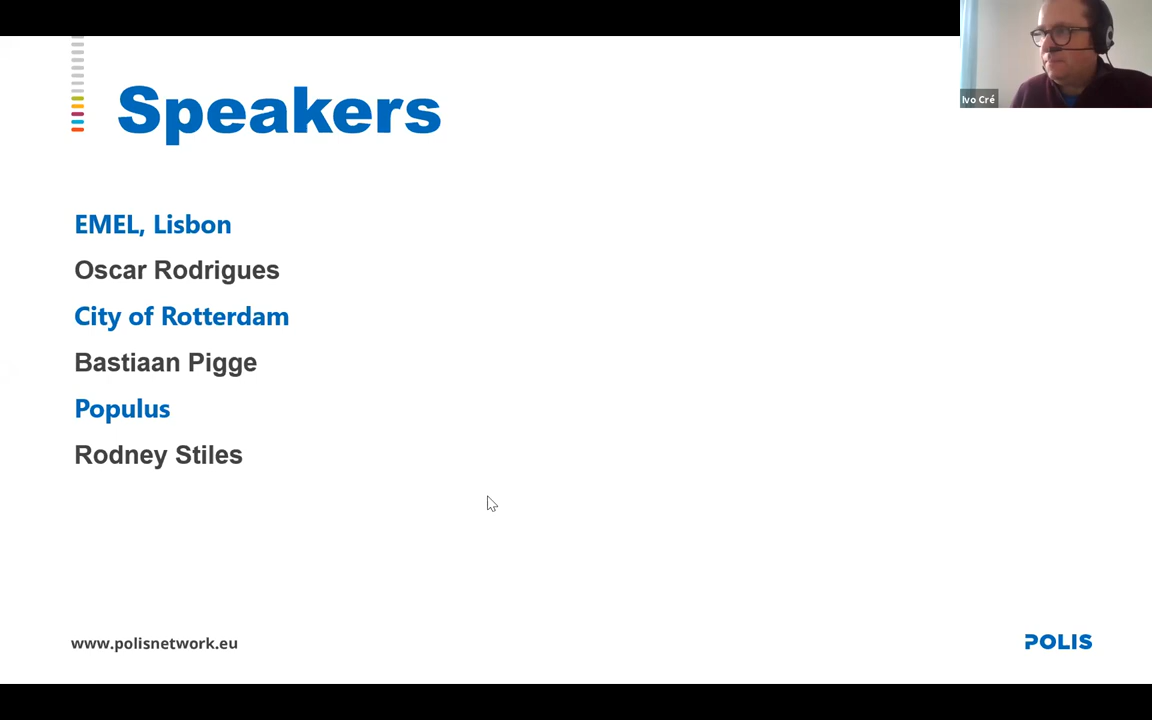 Speakers
Ivo Cré
EMEL, Lisbon
Oscar Rodrigues
City of Rotterdam
Bastiaan Pigge
Populus
Rodney Stiles
www.polisnetwork.eu
POLIS